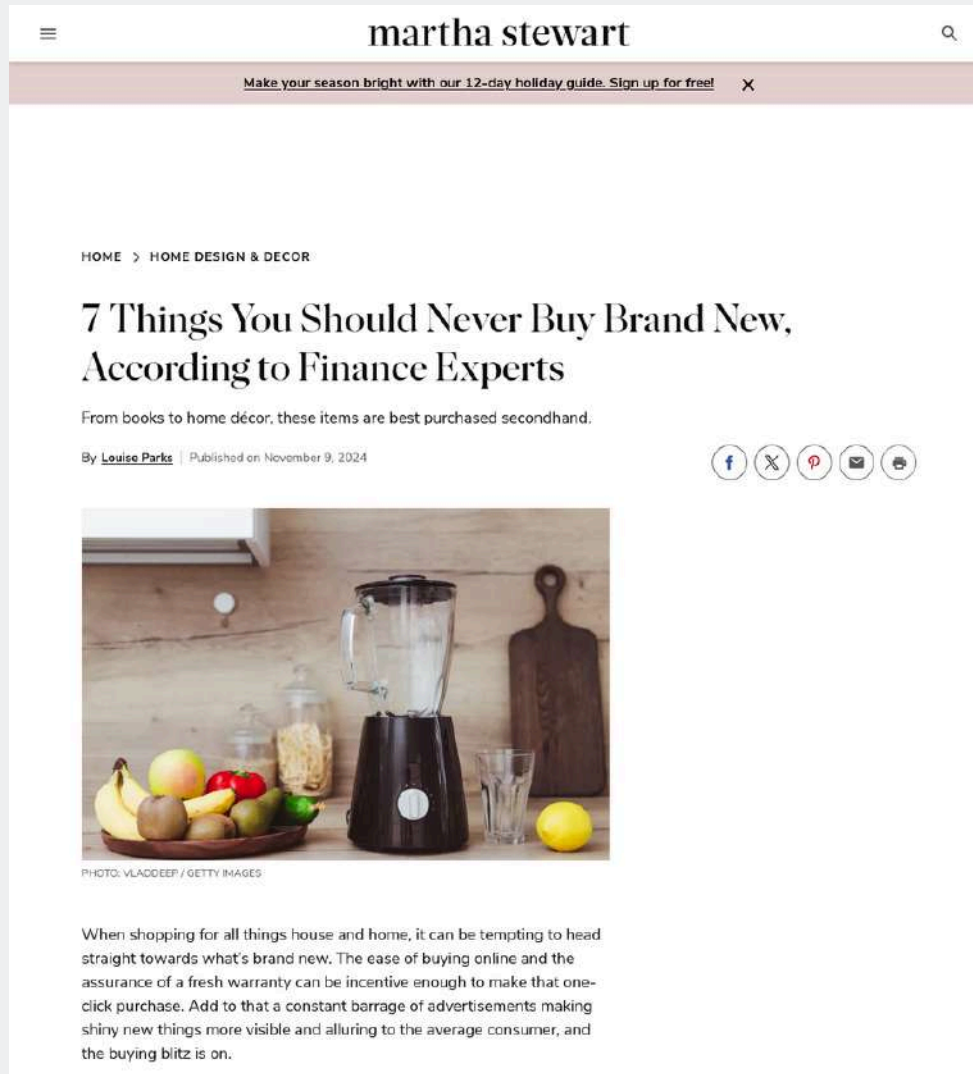 martha stewart
Make your season bright with our 12-day holiday guide. Sign up for free!
HOME > HOME DESIGN & DECOR
7 Things You Should Never Buy Brand New,
According to Finance Experts
From books to home décor, these items are best purchased secondhand.
By Louise Parks | Published on November 9, 2024
PHOTO: VLADDEEP / GETTY IMAGES
When shopping for all things house and home, it can be tempting to head
straight towards what's brand new. The ease of buying online and the
assurance of a fresh warranty can be incentive enough to make that one-
click purchase. Add to that a constant barrage of advertisements making
shiny new things more visible and alluring to the average consumer, and
the buying blitz is on.